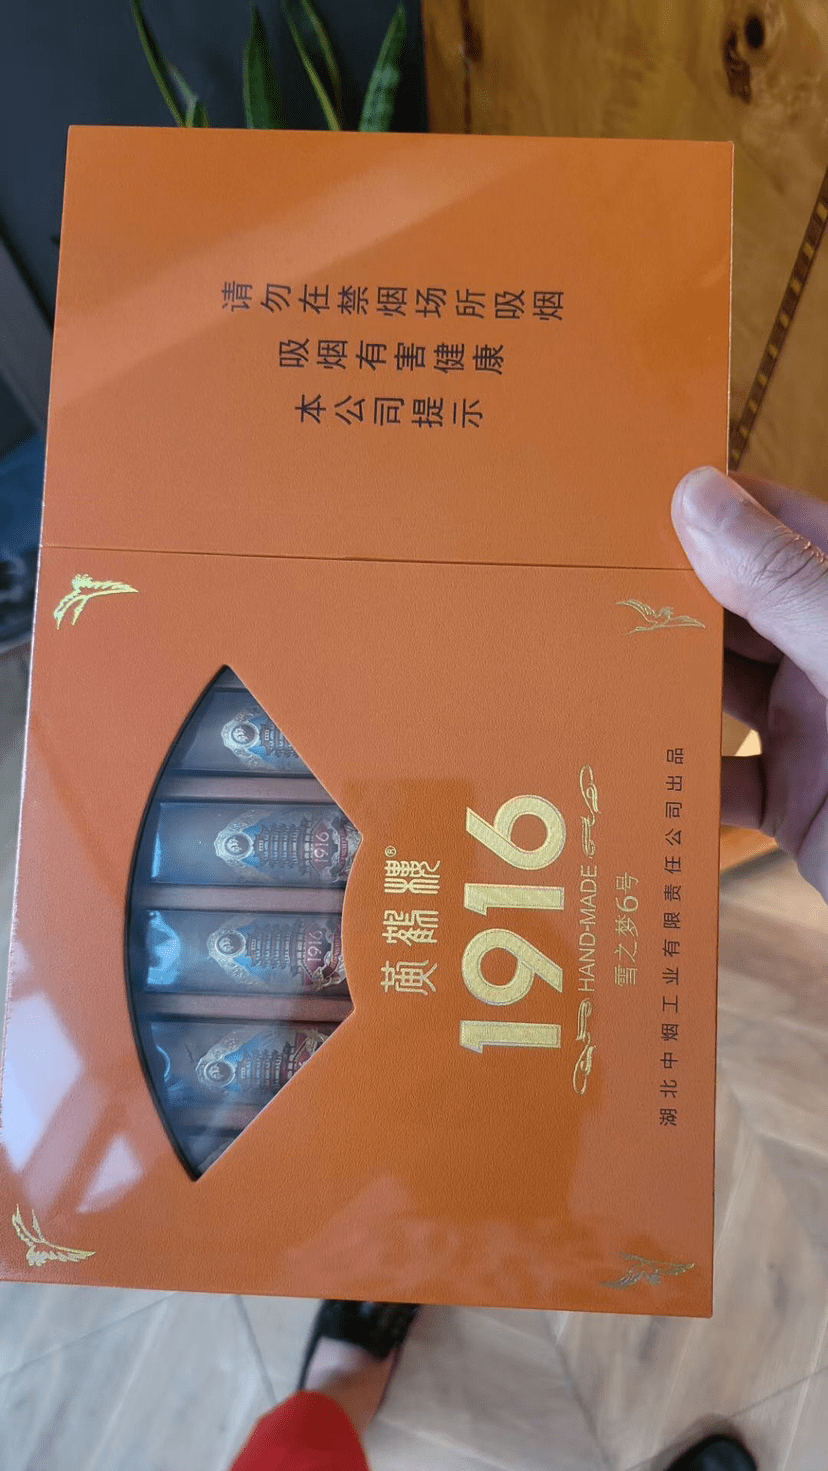 本公司提示
吸烟有害健康
请勿在禁烟场所吸烟
黄鹤楼®
1916
HAND-MADE
雪之梦6号
湖北中烟工业有限责任公司出品
1916
1916